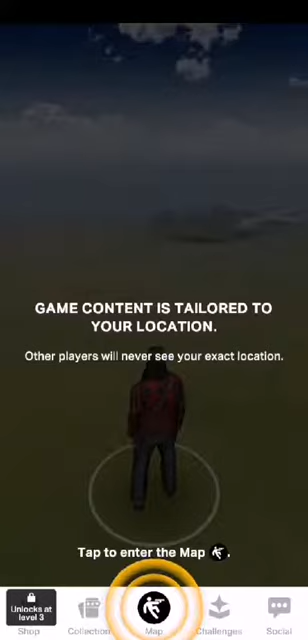 GAME CONTENT IS TAILORED TO
YOUR LOCATION.
Other players will never see your exact location.
Tap to enter the Map .
Unlocks at
level 3
Shop
Collection
Map
Challenges
Social